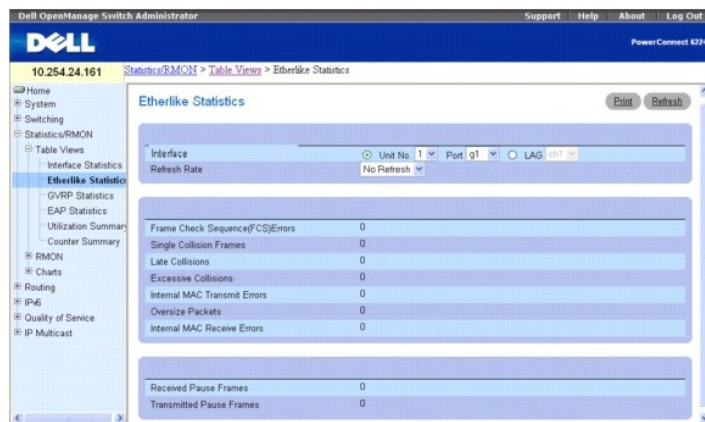 Dell OpenManage Switch Administrator Support Help About Log Out
DELL
PowerConnect 622
10.254.24.161
Statistics/RMON > Table Views > Etherlike Statistics
Home
System
Switching
Statistics/RMON
Table Views
Interface Statistics
Etherlike Statistics
GVRP Statistics
EAP Statistics
Utilization Summary
Counter Summary
RMON
Charts
Routing
IPv6
Quality of Service
IP Multicast
Etherlike Statistics
Print Refresh
Interface Unit No. 1 Port g1 LAG ch1
Refresh Rate No Refresh
Frame Check Sequence(FCS)Errors 0
Single Collision Frames 0
Late Collisions 0
Excessive Collisions 0
Internal MAC Transmit Errors 0
Oversize Packets 0
Internal MAC Receive Errors 0
Received Pause Frames 0
Transmitted Pause Frames 0